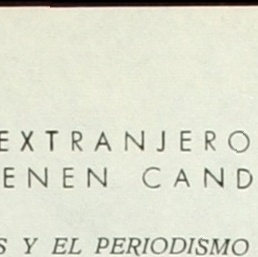 EXTRANJERO
ENEN CAND
S Y EL PERIODISMO